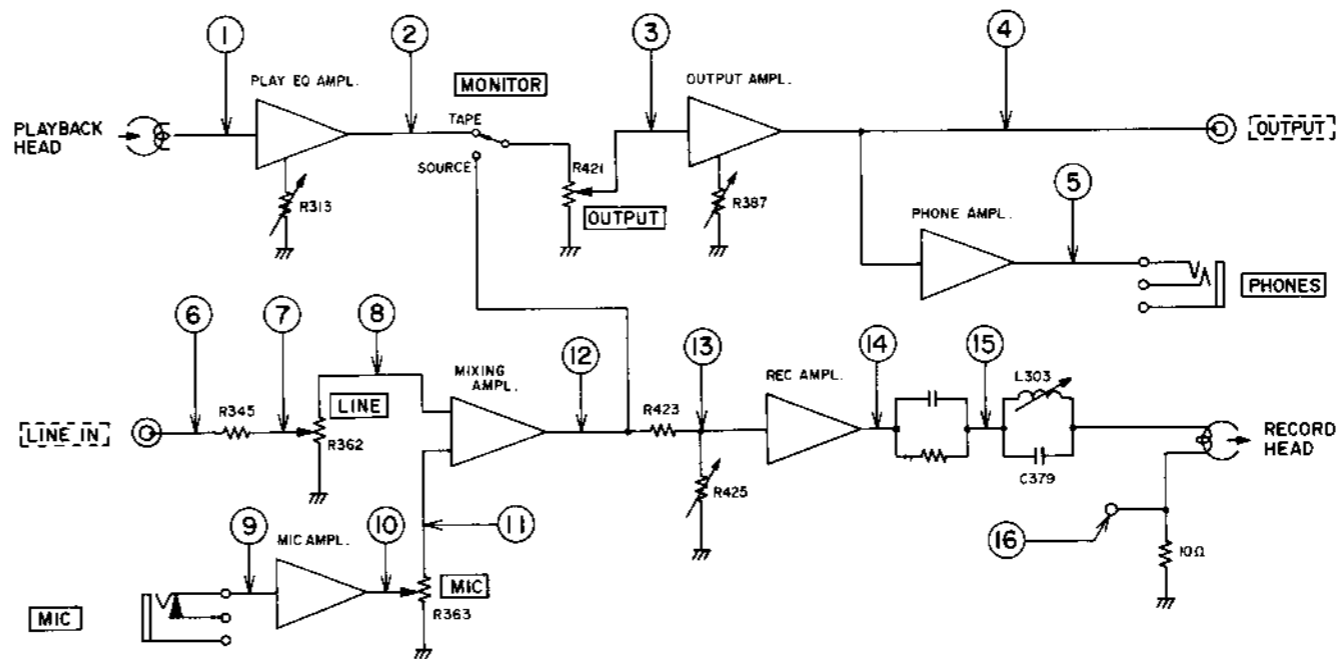 1
2
3
4
PLAY EQ AMPL.
MONITOR
OUTPUT AMPL.
TAPE
PLAYBACK
HEAD
OUTPUT
SOURCE
R421
5
R313
OUTPUT
R387
PHONE AMPL.
PHONES
6
7
8
12
13
14
15
MIXING
AMPL.
REC AMPL.
L303
R345
LINE
R423
LINE IN
R362
RECORD
HEAD
C379
R425
9
10
11
16
MIC AMPL.
10Ω
MIC
R363
MIC